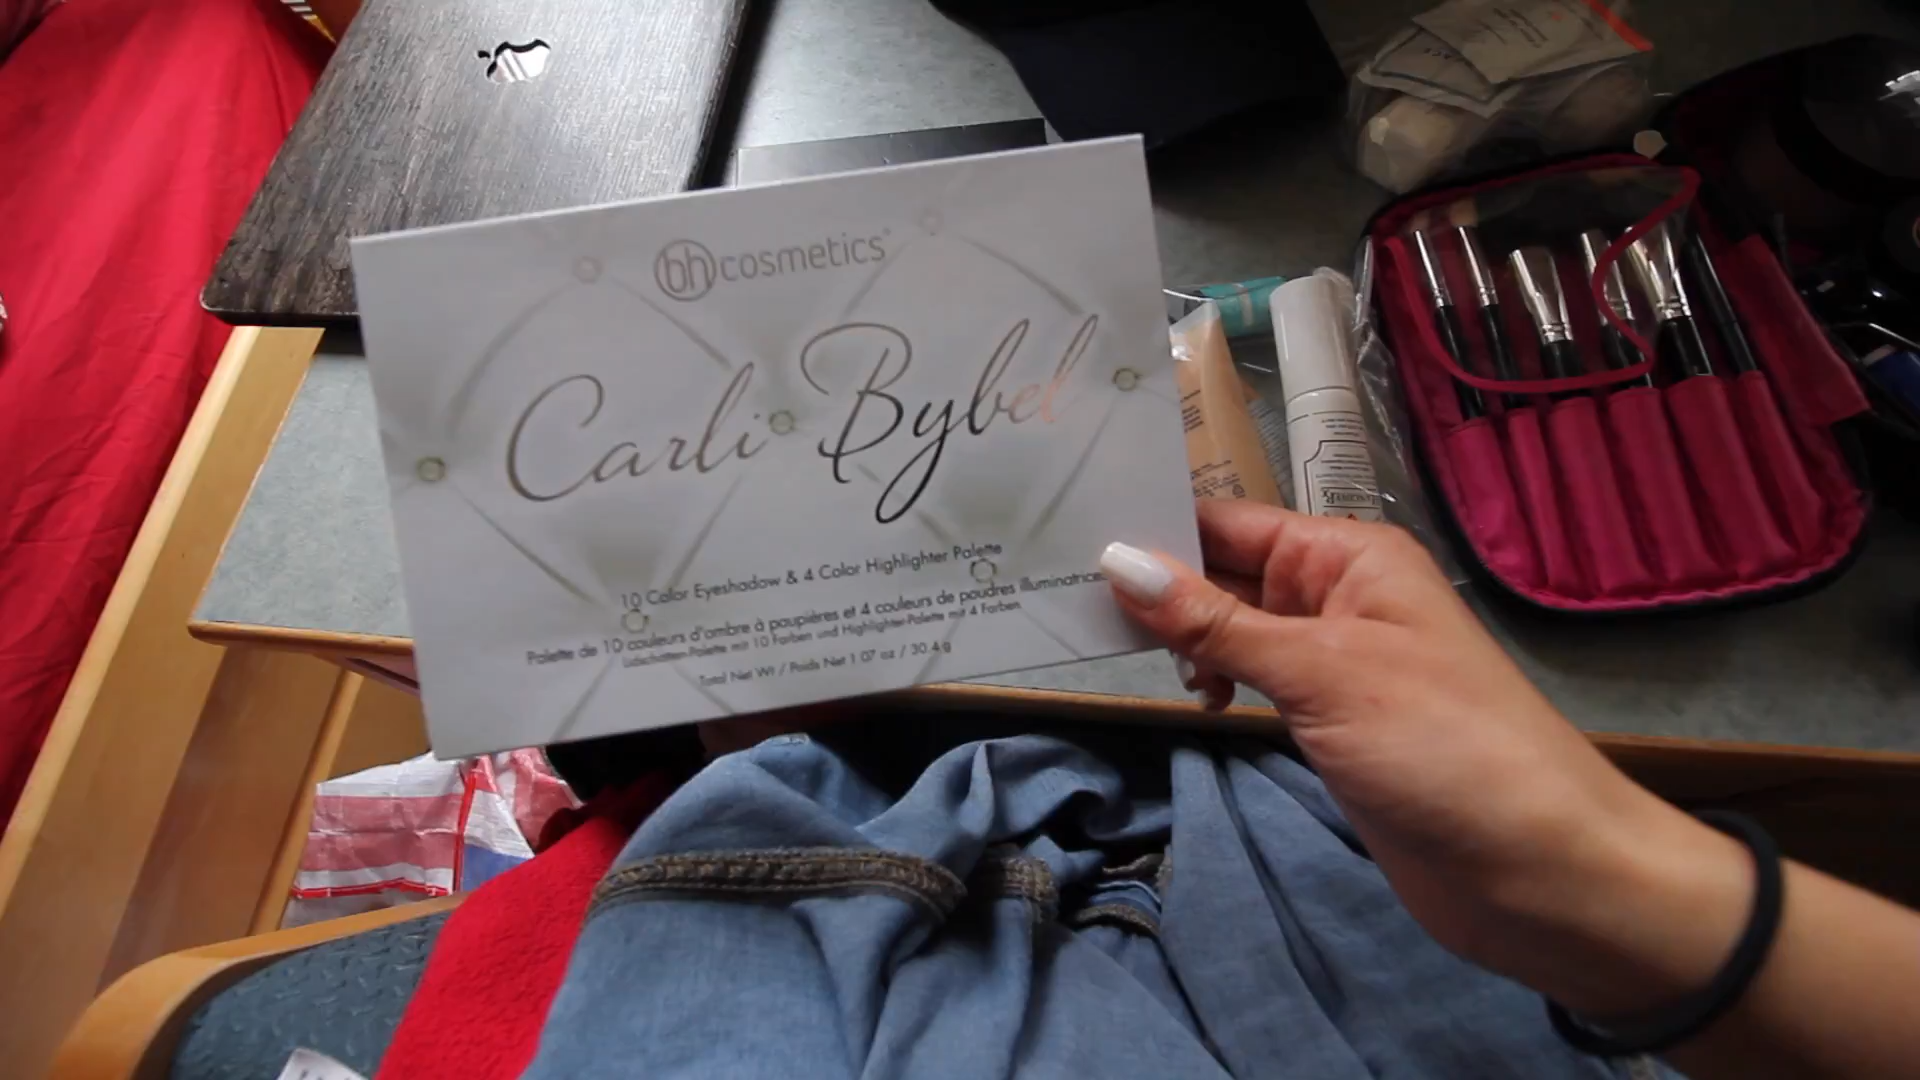 bh cosmetics®
Carli Bybel
10 Color Eyeshadow & 4 Color Highlighter Palette
Palette de 10 couleurs d'ombre à paupières et 4 couleurs de poudres illuminatrices
Lidschatten-Palette mit 10 Farben und Highlighter-Palette mit 4 Farben
Total Net Wt / Poids Net 1.07 oz / 30.4 g